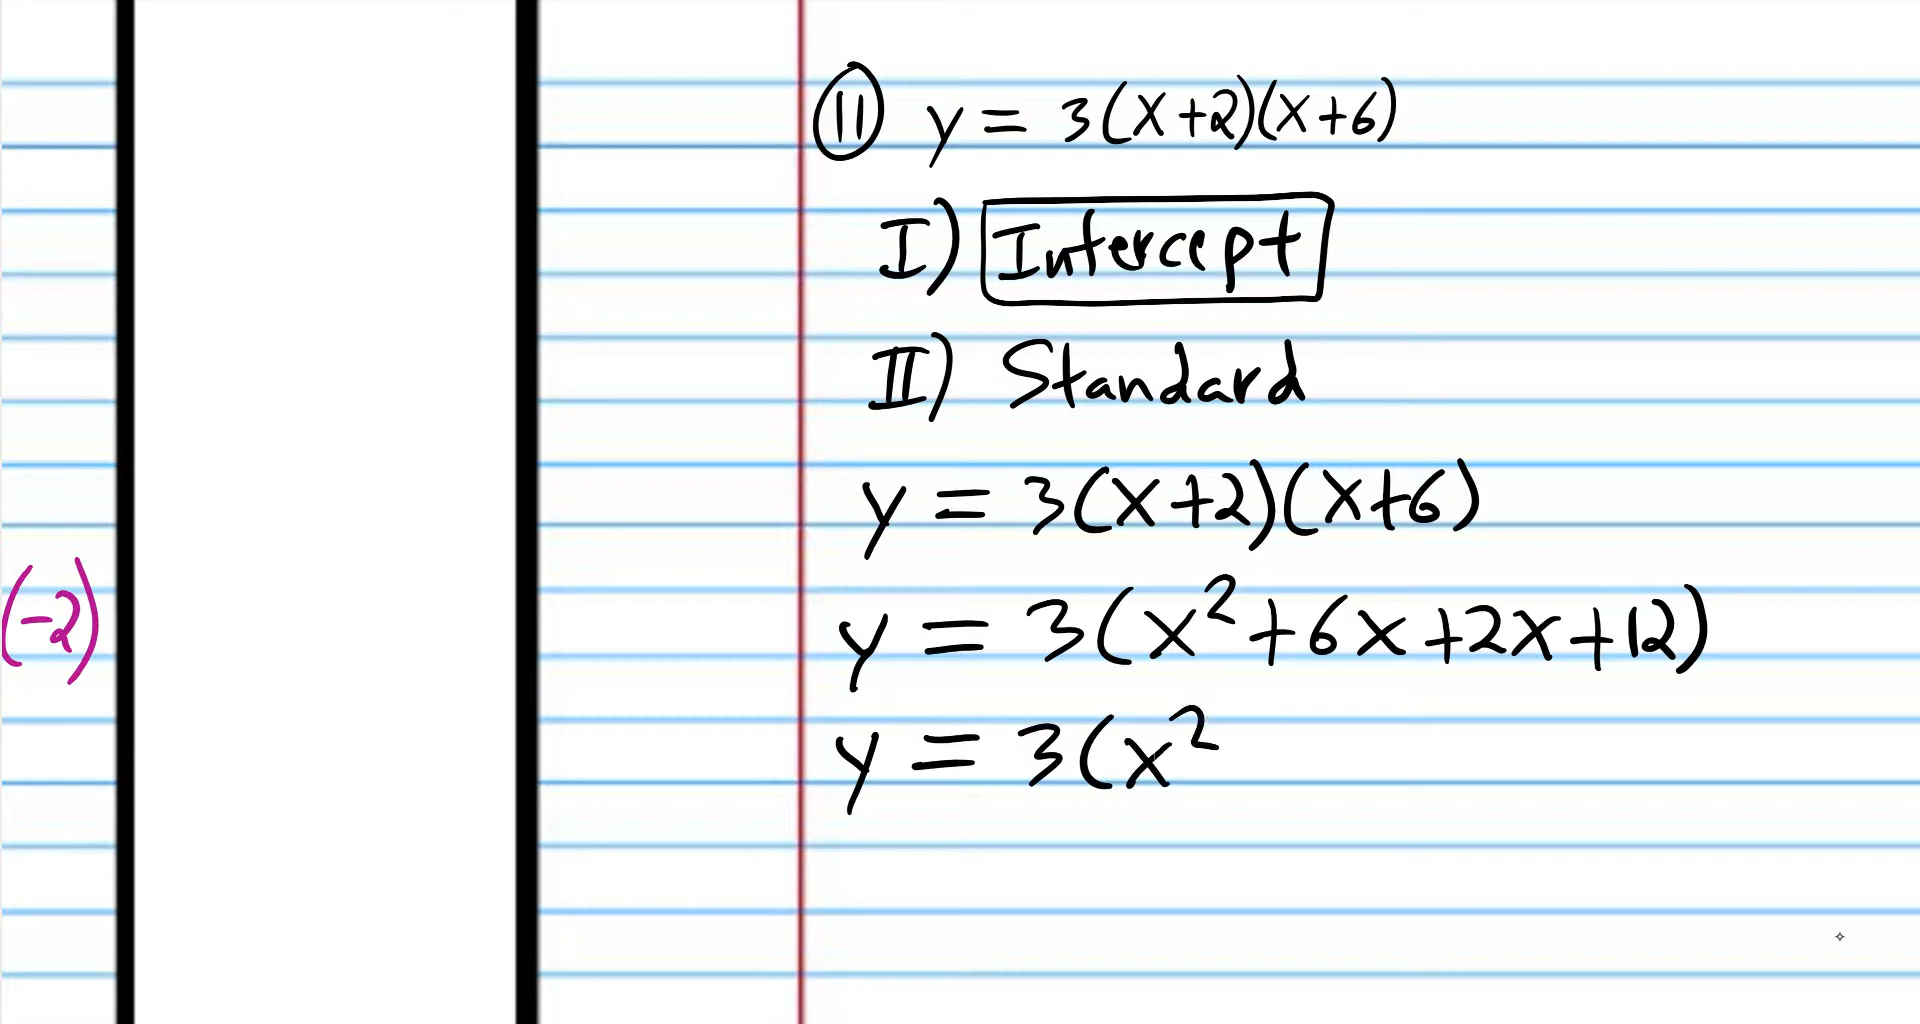 (-2)
11 y = 3(x+2)(x+6)
I) Intercept
II) Standard
y = 3(x+2)(x+6)
y = 3(x²+6x+2x+12)
y = 3(x²